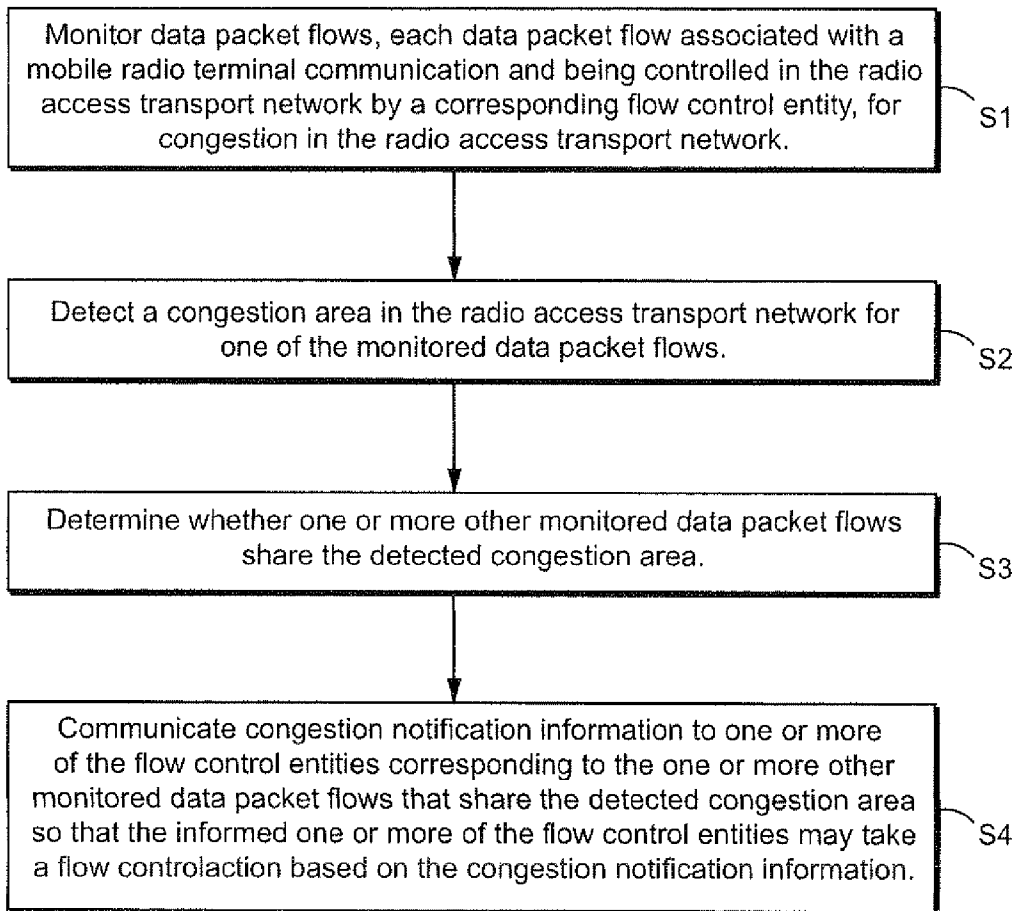 Monitor data packet flows, each data packet flow associated with a
mobile radio terminal communication and being controlled in the radio
access transport network by a corresponding flow control entity, for
congestion in the radio access transport network.
S1
Detect a congestion area in the radio access transport network for
one of the monitored data packet flows.
S2
Determine whether one or more other monitored data packet flows
share the detected congestion area.
S3
Communicate congestion notification information to one or more
of the flow control entities corresponding to the one or more other
monitored data packet flows that share the detected congestion area
so that the informed one or more of the flow control entities may take
a flow controlaction based on the congestion notification information.
S4